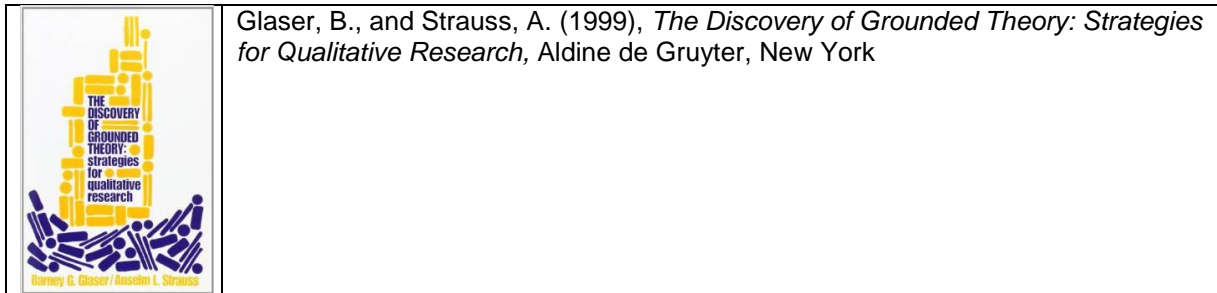 THE
DISCOVERY
OF
GROUNDED
THEORY:
strategies
for
qualitative
research
Barney G. Glaser/Anselm L. Strauss
Glaser, B., and Strauss, A. (1999), The Discovery of Grounded Theory: Strategies
for Qualitative Research, Aldine de Gruyter, New York